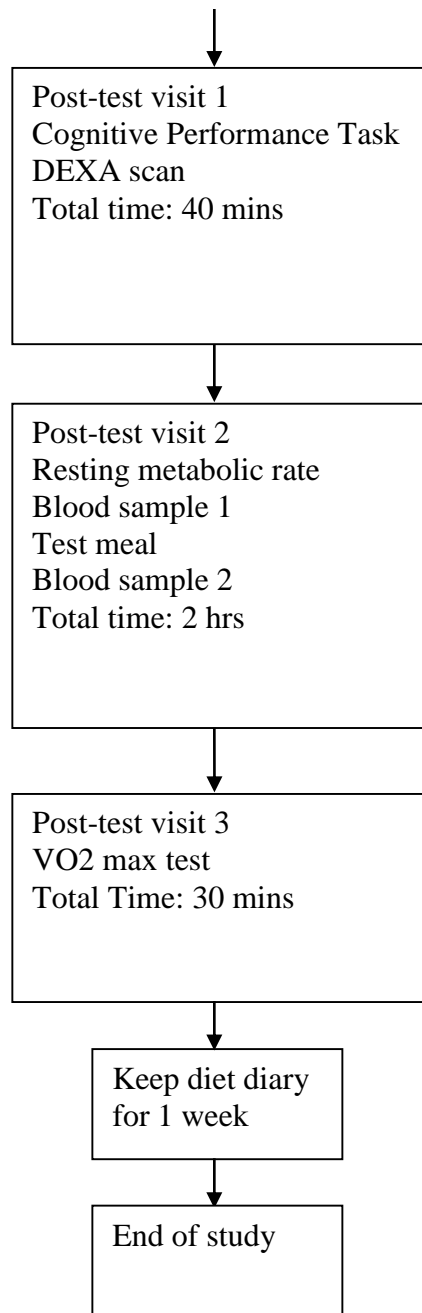 Post-test visit 1
Cognitive Performance Task
DEXA scan
Total time: 40 mins
Post-test visit 2
Resting metabolic rate
Blood sample 1
Test meal
Blood sample 2
Total time: 2 hrs
Post-test visit 3
VO2 max test
Total Time: 30 mins
Keep diet diary
for 1 week
End of study